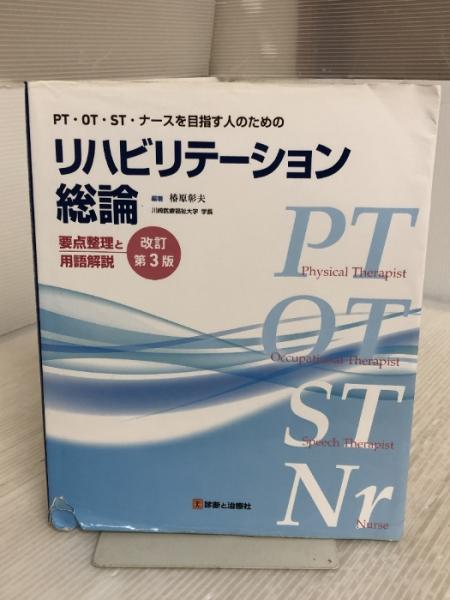 PT・OT・ST・ナースを目指す人のための
リハビリテーション
総論
編著 椿原彰夫
川崎医療福祉大学 学長
要点整理と
用語解説
改訂
第3版
PT
Physical Therapist
OT
Occupational Therapist
ST
Speech Therapist
Nr
Nurse
診断と治療社